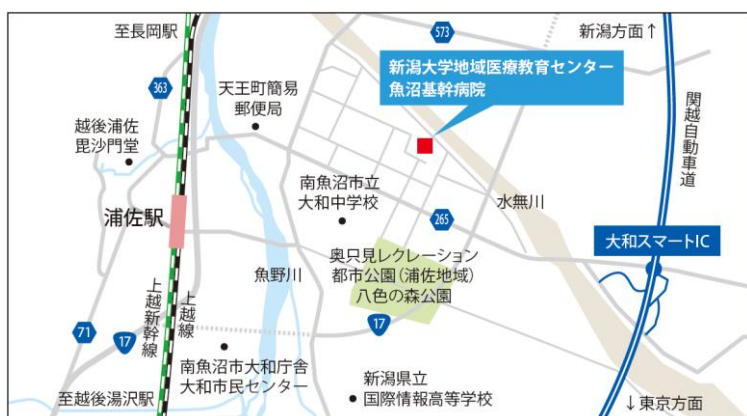 至長岡駅
573
新潟方面↑
新潟大学地域医療教育センター
魚沼基幹病院
363
天王町簡易
郵便局
関越自動車道
越後浦佐
毘沙門堂
南魚沼市立
大和中学校
水無川
浦佐駅
265
大和スマートIC
奥只見レクレーション
都市公園(浦佐地域)
八色の森公園
魚野川
上越新幹線
上越線
71
17
17
南魚沼市大和庁舎
大和市民センター
新潟県立
国際情報高等学校
至越後湯沢駅
↓東京方面